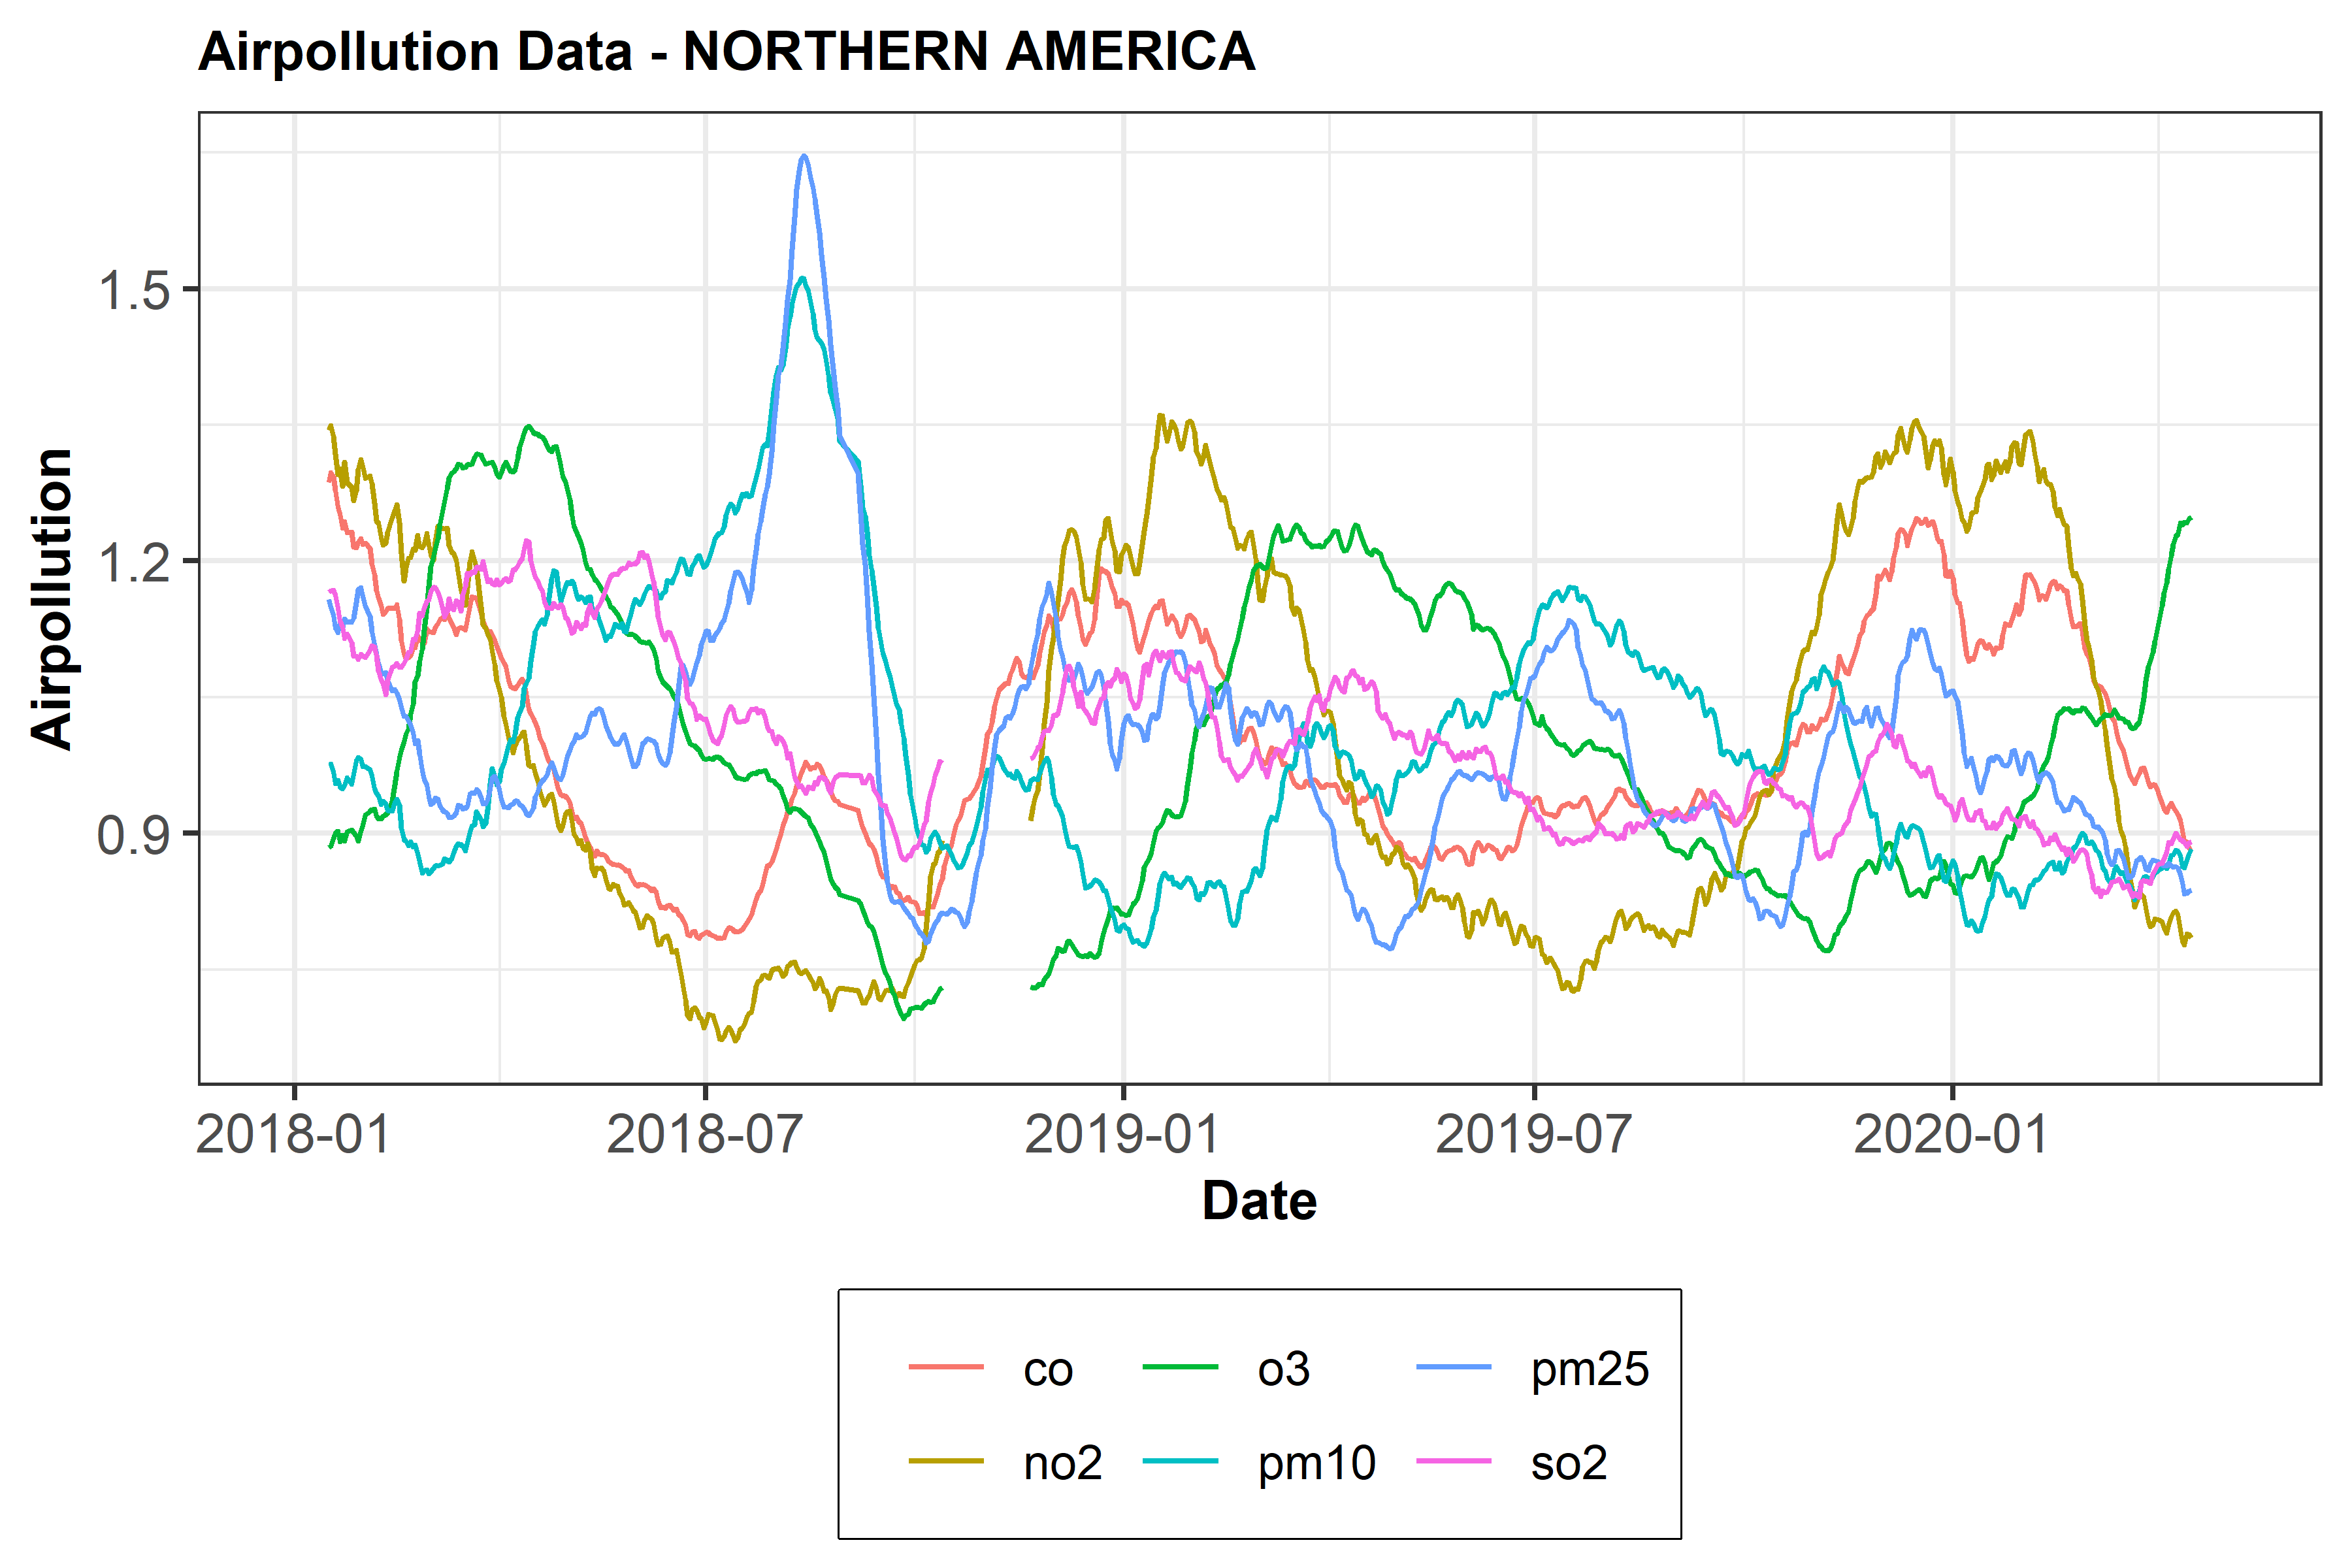 Airpollution Data - NORTHERN AMERICA
Airpollution
1.5
1.2
0.9
2018-01 2018-07 2019-01 2019-07 2020-01
Date
co o3 pm25
no2 pm10 so2